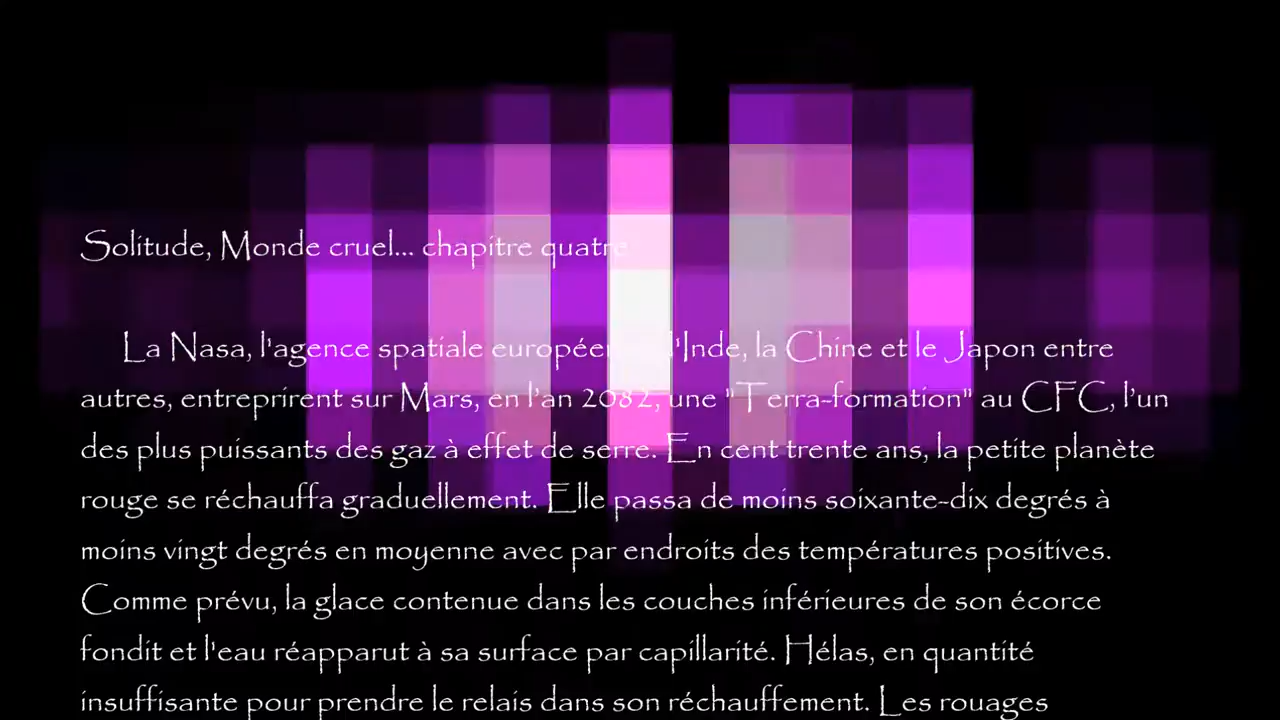 Solitude, Monde cruel... chapitre quatre
La Nasa, l'agence spatiale européenne, l'Inde, la Chine et le Japon entre
autres, entreprirent sur Mars, en l'an 2082, une "Terra-formation" au CFC, l'un
des plus puissants des gaz à effet de serre. En cent trente ans, la petite planète
rouge se réchauffa graduellement. Elle passa de moins soixante-dix degrés à
moins vingt degrés en moyenne avec par endroits des températures positives.
Comme prévu, la glace contenue dans les couches inférieures de son écorce
fondit et l'eau réapparut à sa surface par capillarité. Hélas, en quantité
insuffisante pour prendre le relais dans son réchauffement. Les rouages